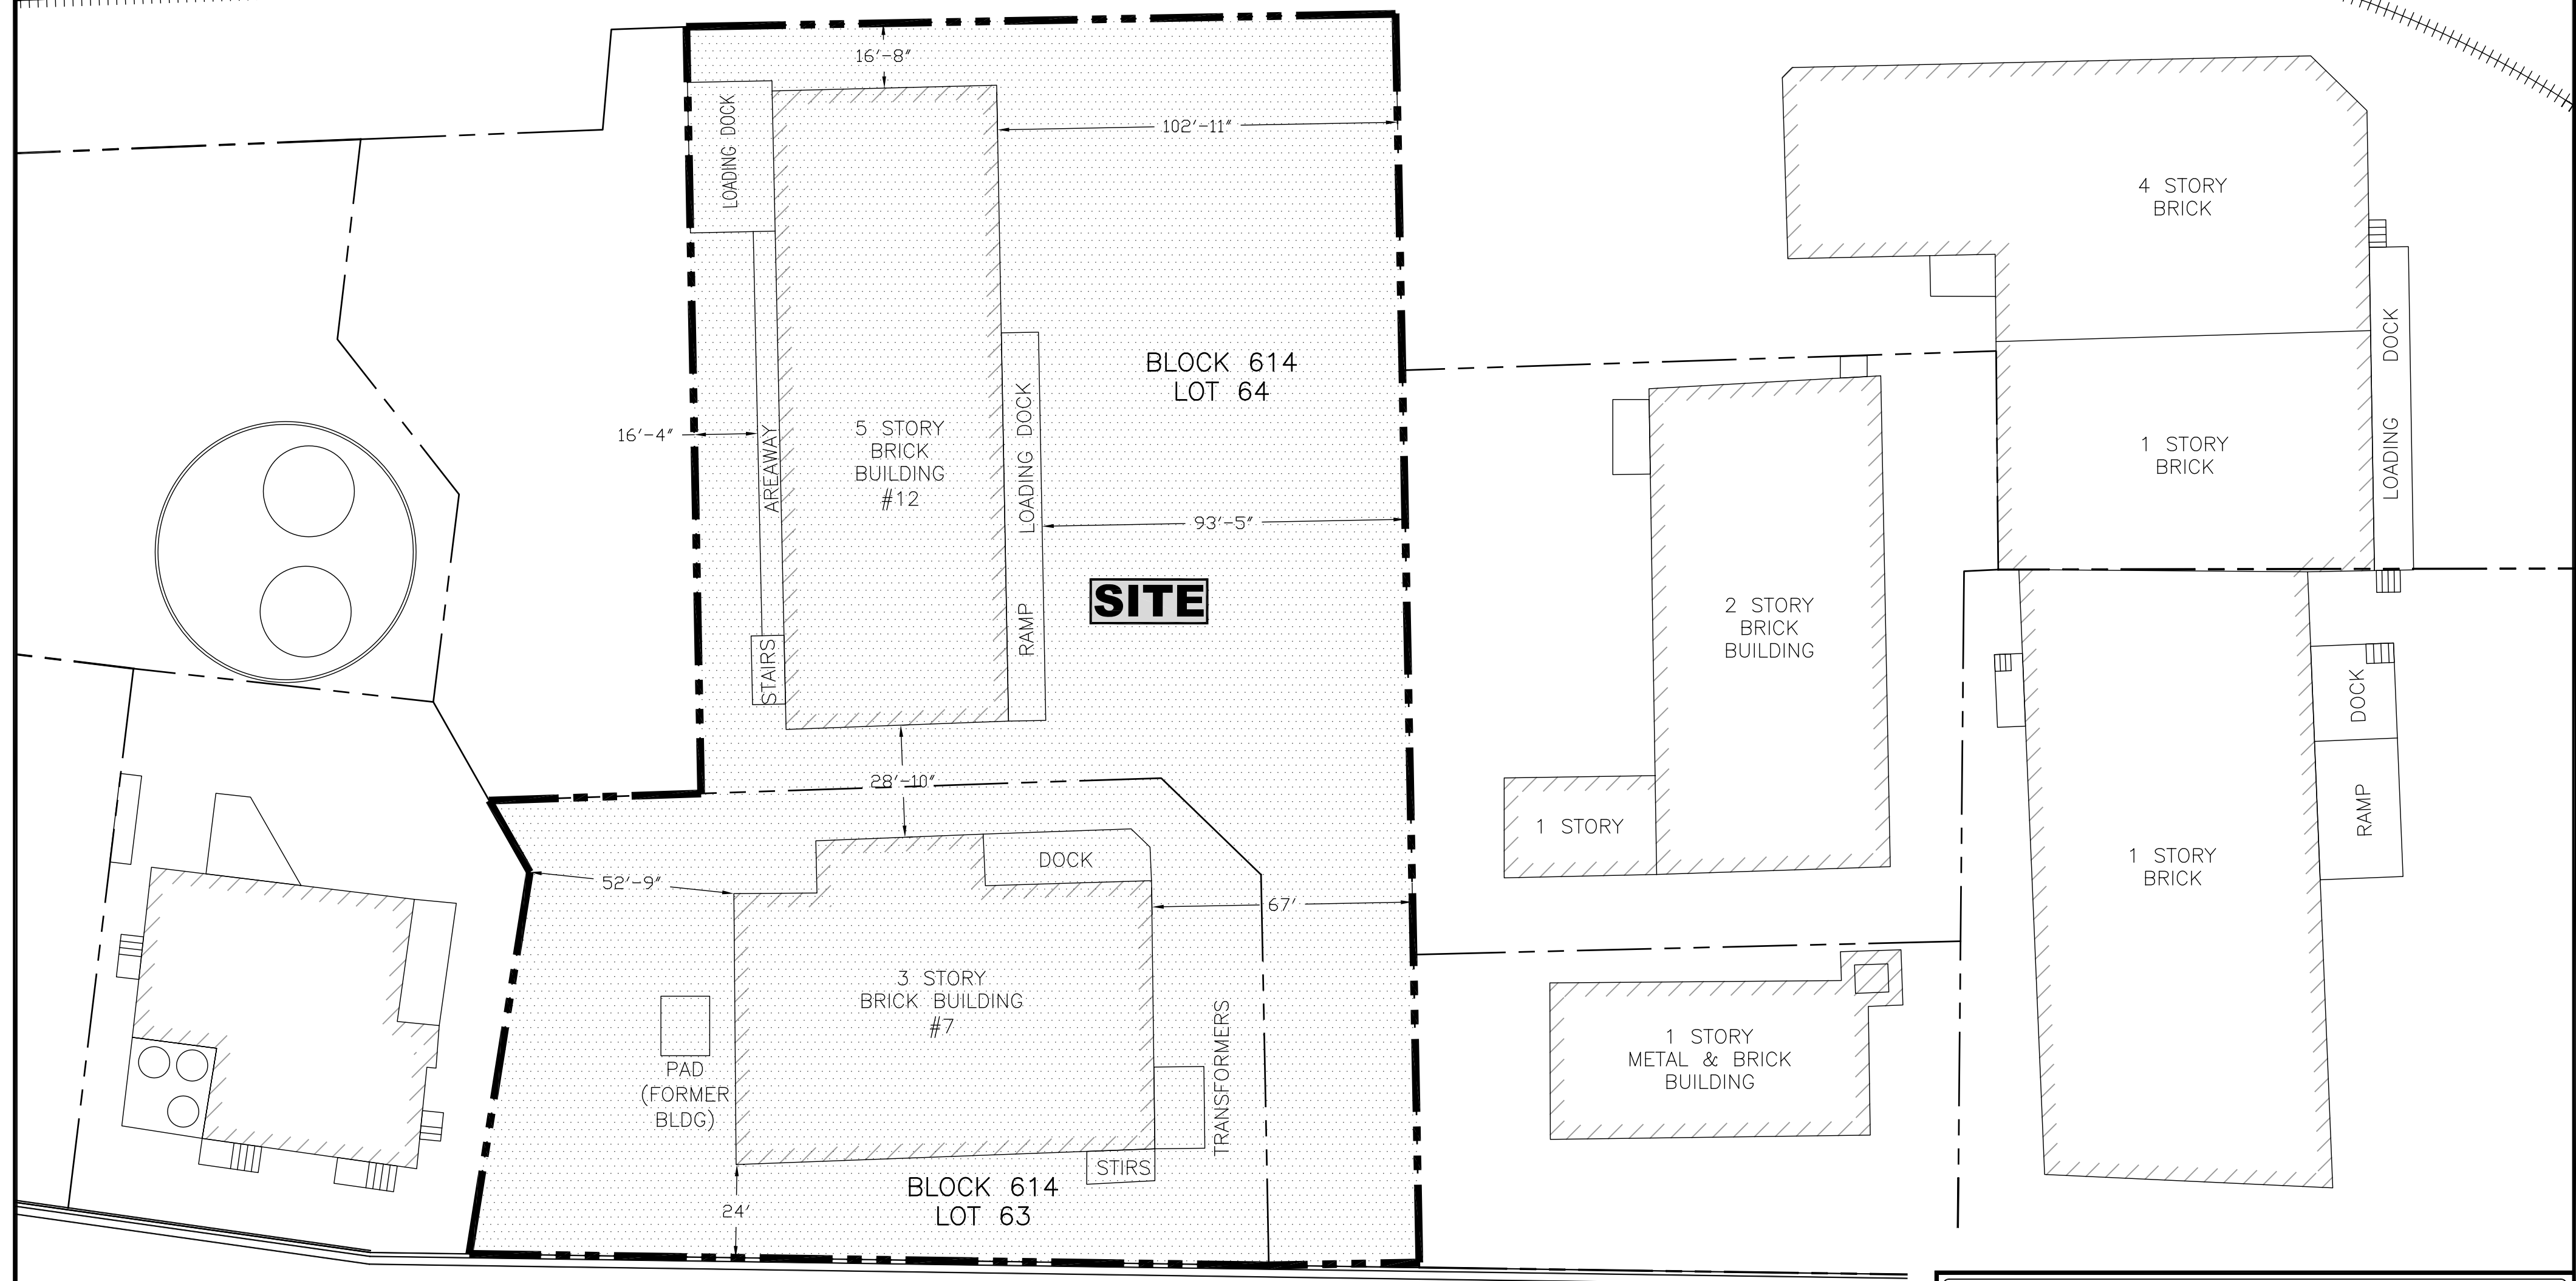 16'-8"
LOADING DOCK
102'-11"
4 STORY
BRICK
BLOCK 614
LOT 64
LOADING DOCK
16'-4"
AREAWAY
5 STORY
BRICK
BUILDING
#12
LOADING DOCK
1 STORY
BRICK
93'-5"
SITE
RAMP
STAIRS
2 STORY
BRICK
BUILDING
DOCK
28'-10"
RAMP
1 STORY
DOCK
1 STORY
BRICK
52'-9"
67'
3 STORY
BRICK BUILDING
#7
TRANSFORMERS
1 STORY
METAL & BRICK
BUILDING
PAD
(FORMER
BLDG)
STIRS
BLOCK 614
LOT 63
24'